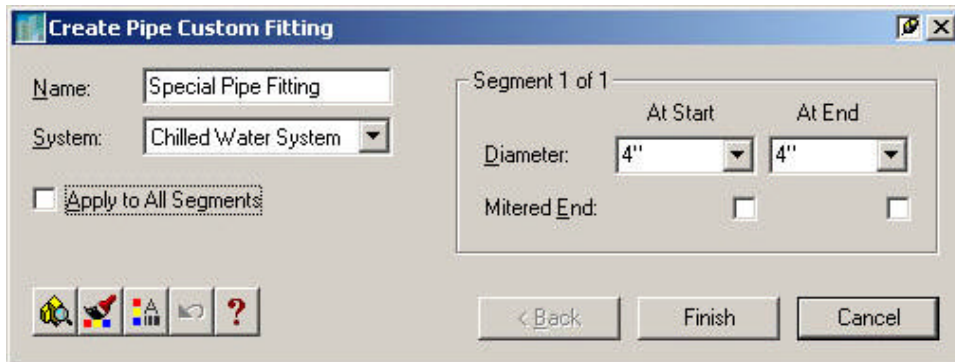 Create Pipe Custom Fitting
Name: Special Pipe Fitting
System: Chilled Water System
Apply to All Segments
Segment 1 of 1
At Start At End
Diameter: 4" 4"
Mitered End:
?
< Back Finish Cancel